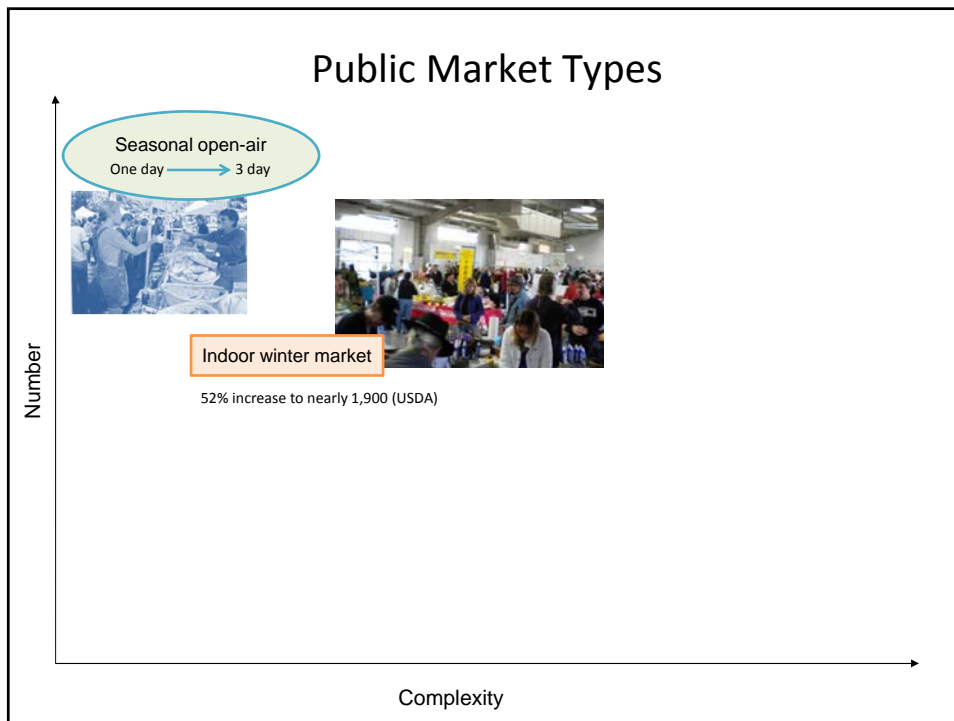 Public Market Types
Seasonal open-air
One day 3 day
Indoor winter market
52% increase to nearly 1,900 (USDA)
Number
Complexity